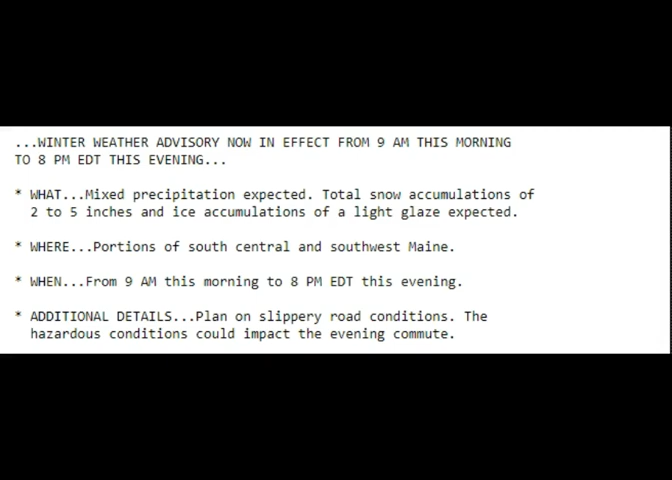 ...WINTER WEATHER ADVISORY NOW IN EFFECT FROM 9 AM THIS MORNING
TO 8 PM EDT THIS EVENING...
* WHAT...Mixed precipitation expected. Total snow accumulations of
2 to 5 inches and ice accumulations of a light glaze expected.
* WHERE...Portions of south central and southwest Maine.
* WHEN...From 9 AM this morning to 8 PM EDT this evening.
* ADDITIONAL DETAILS...Plan on slippery road conditions. The
hazardous conditions could impact the evening commute.